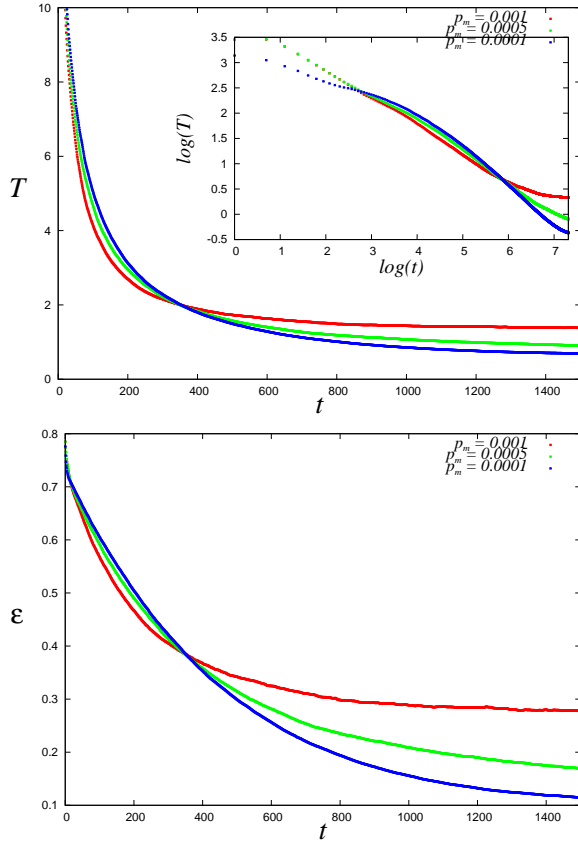 10
8
6
4
2
0
T
0 200 400 600 800 1000 1200 1400
t
p_m = 0.001
p_m = 0.0005
p_m = 0.0001
3.5
3
2.5
2
1.5
1
0.5
0
-0.5
log(T)
0 1 2 3 4 5 6 7
log(t)
0.8
0.7
0.6
0.5
0.4
0.3
0.2
0.1
ε
0 200 400 600 800 1000 1200 1400
t
p_m = 0.001
p_m = 0.0005
p_m = 0.0001